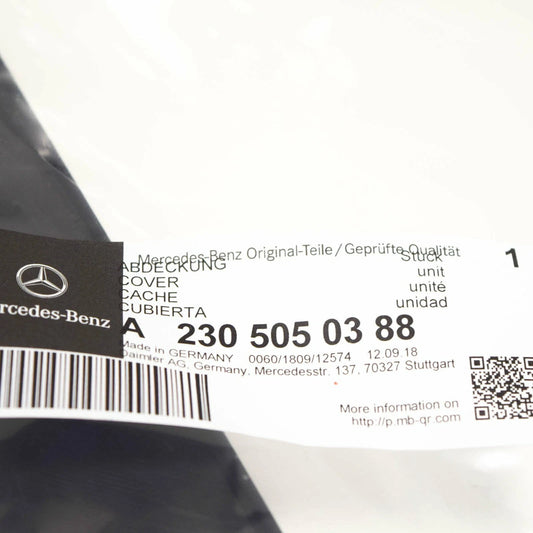 Mercedes-Benz Original-Teile / Geprüfte Qualität
ABDECKUNG Stück 1
COVER unit
CACHE unité
CUBIERTA unidad
rcedes-Benz
A 230 505 03 88
Made in GERMANY 0060/1809/12574 12.09.18
Daimler AG, Germany, Mercedesstr. 137, 70327 Stuttgart
More information on
http://p.mb-qr.com